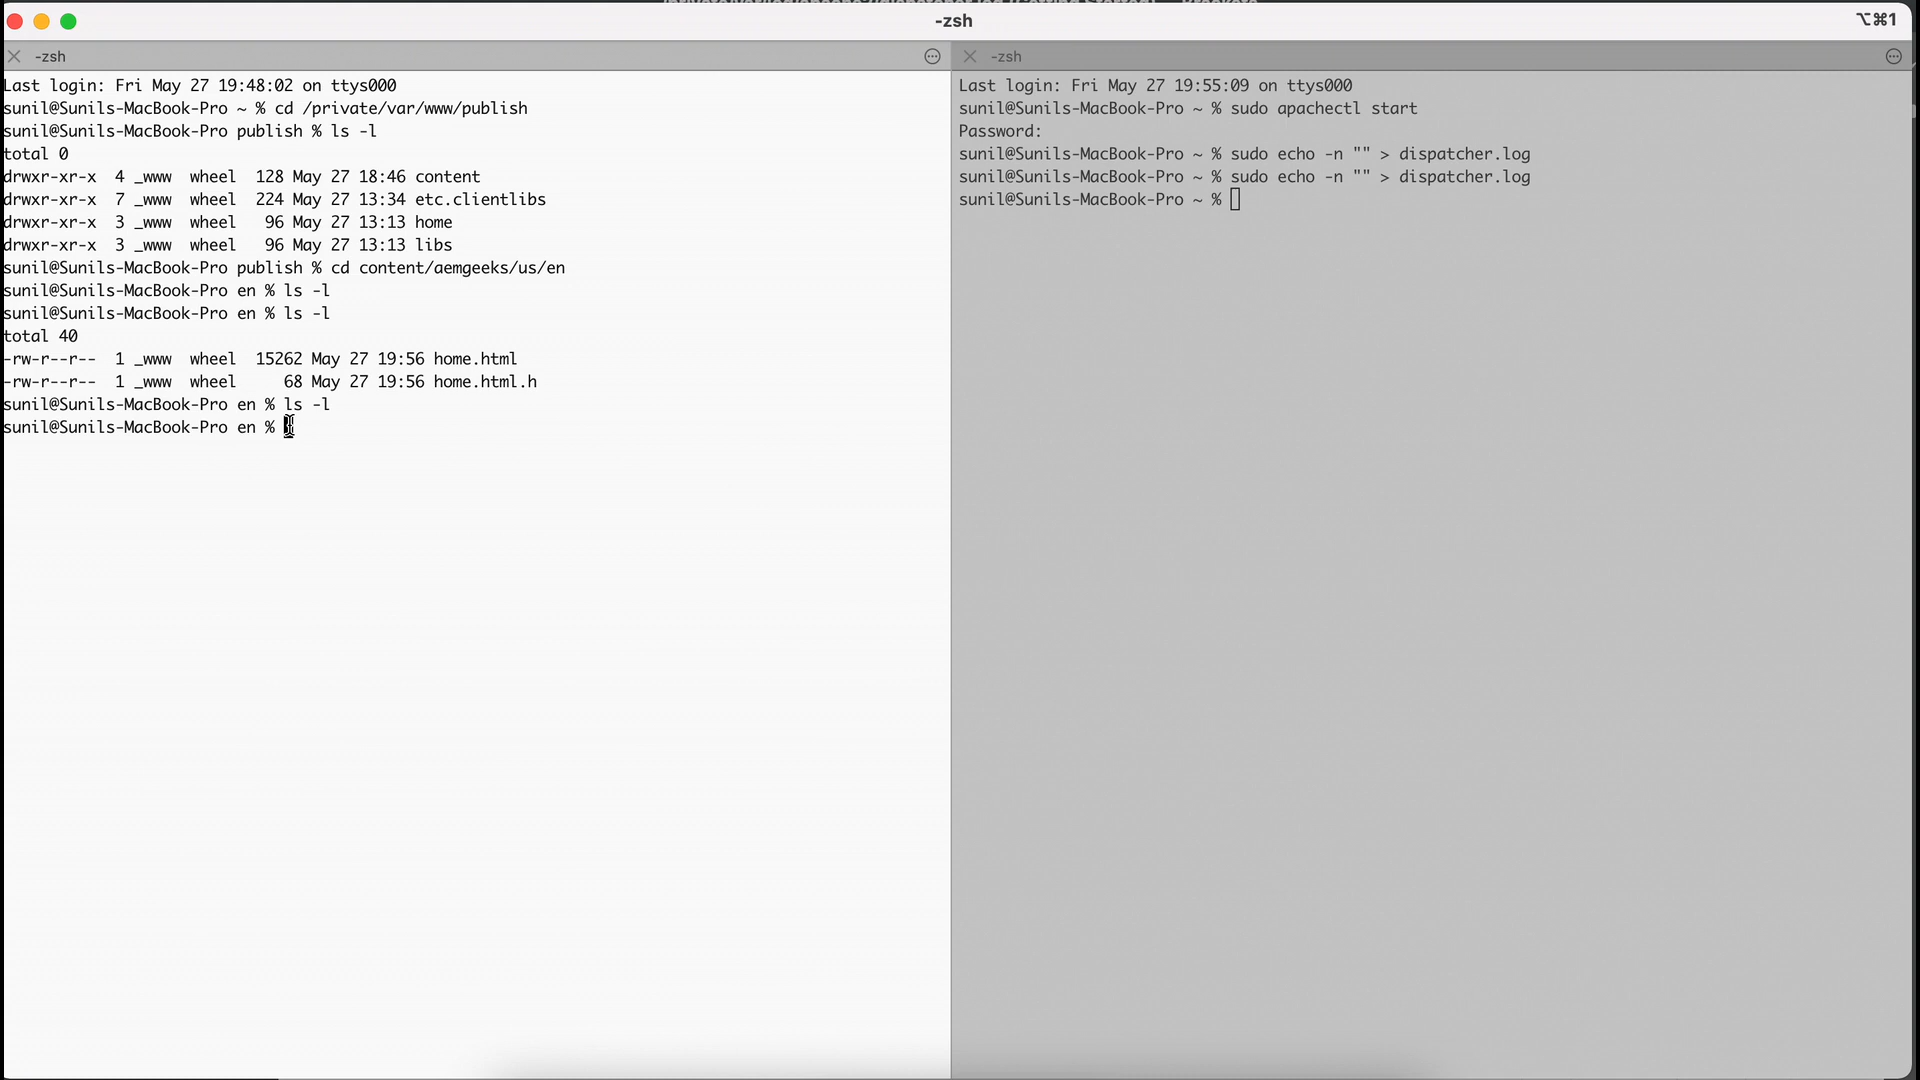 -zsh
⌥⌘1
-zsh
Last login: Fri May 27 19:48:02 on ttys000
sunil@Sunils-MacBook-Pro ~ % cd /private/var/www/publish
sunil@Sunils-MacBook-Pro publish % ls -l
total 0
drwxr-xr-x  4 _www  wheel  128 May 27 18:46 content
drwxr-xr-x  7 _www  wheel  224 May 27 13:34 etc.clientlibs
drwxr-xr-x  3 _www  wheel   96 May 27 13:13 home
drwxr-xr-x  3 _www  wheel   96 May 27 13:13 libs
sunil@Sunils-MacBook-Pro publish % cd content/aemgeeks/us/en
sunil@Sunils-MacBook-Pro en % ls -l
sunil@Sunils-MacBook-Pro en % ls -l
total 40
-rw-r--r--  1 _www  wheel  15262 May 27 19:56 home.html
-rw-r--r--  1 _www  wheel     68 May 27 19:56 home.html.h
sunil@Sunils-MacBook-Pro en % ls -l
sunil@Sunils-MacBook-Pro en %
-zsh
Last login: Fri May 27 19:55:09 on ttys000
sunil@Sunils-MacBook-Pro ~ % sudo apachectl start
Password:
sunil@Sunils-MacBook-Pro ~ % sudo echo -n "" > dispatcher.log
sunil@Sunils-MacBook-Pro ~ % sudo echo -n "" > dispatcher.log
sunil@Sunils-MacBook-Pro ~ %